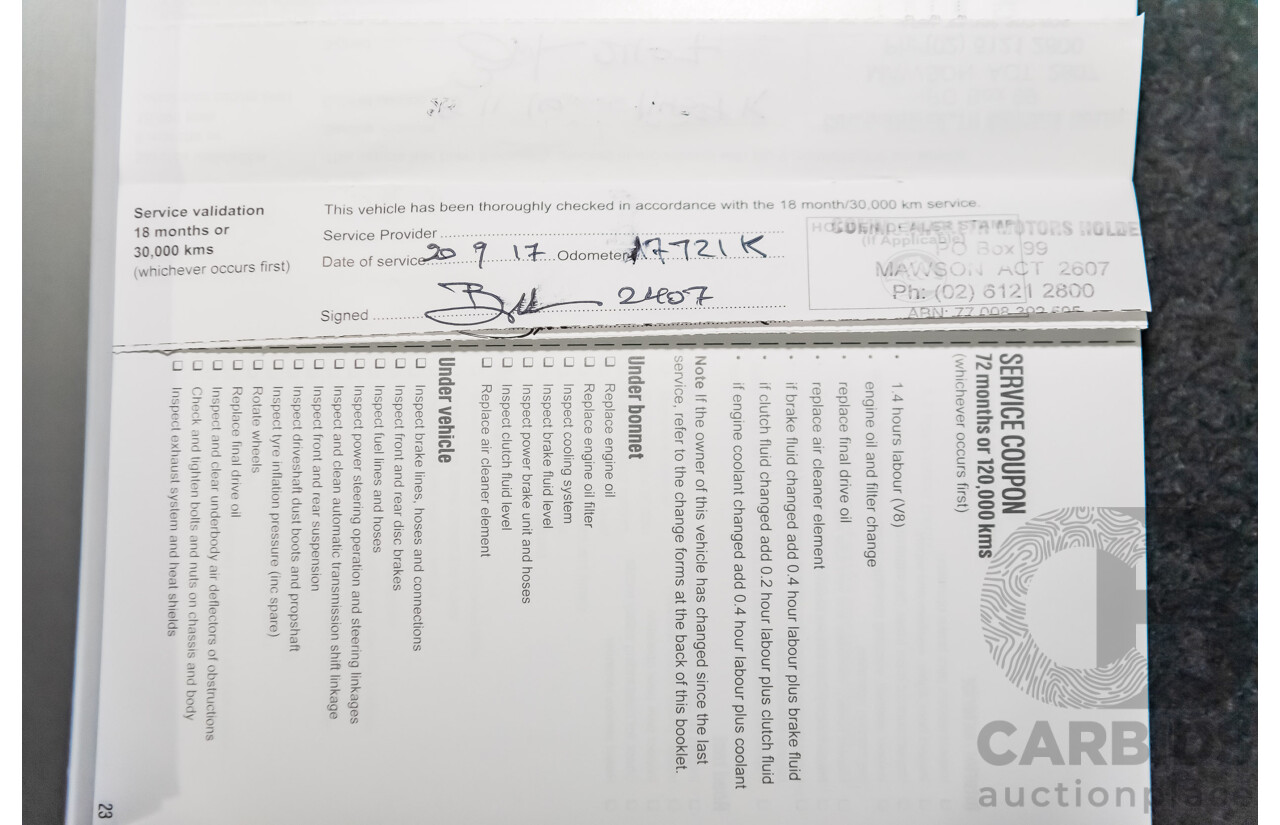 Service validation
18 months or
30,000 kms
(whichever occurs first)
This vehicle has been thoroughly checked in accordance with the 18 month/30,000 km service.
Service Provider
Date of service 20 9 17 Odometer 17721K
Signed 2407
(If Applicable)
MOTORS HOLDE
PO Box 99
MAWSON ACT 2607
Ph: (02) 6121 2800
SERVICE COUPON
72 months or 120,000 kms
(whichever occurs first)
• 1.4 hours labour (V8)
• engine oil and filter change
• replace final drive oil
• replace air cleaner element
• if brake fluid changed add 0.4 hour labour plus brake fluid
• if clutch fluid changed add 0.2 hour labour plus clutch fluid
• if engine coolant changed add 0.4 hour labour plus coolant
Note If the owner of this vehicle has changed since the last
service, refer to the change forms at the back of this booklet.
Under bonnet
❑ Replace engine oil
❑ Replace engine oil filter
❑ Inspect cooling system
❑ Inspect brake fluid level
❑ Inspect power brake unit and hoses
❑ Inspect clutch fluid level
❑ Replace air cleaner element
Under vehicle
❑ Inspect brake lines, hoses and connections
❑ Inspect front and rear disc brakes
❑ Inspect fuel lines and hoses
❑ Inspect power steering operation and steering linkages
❑ Inspect and clean automatic transmission shift linkage
❑ Inspect front and rear suspension
❑ Inspect driveshaft dust boots and propshaft
❑ Inspect tyre inflation pressure (inc spare)
❑ Rotate wheels
❑ Replace final drive oil
❑ Inspect and clear underbody air deflectors of obstructions
❑ Check and tighten bolts and nuts on chassis and body
❑ Inspect exhaust system and heat shields
23
CARBIDS
auctionplace